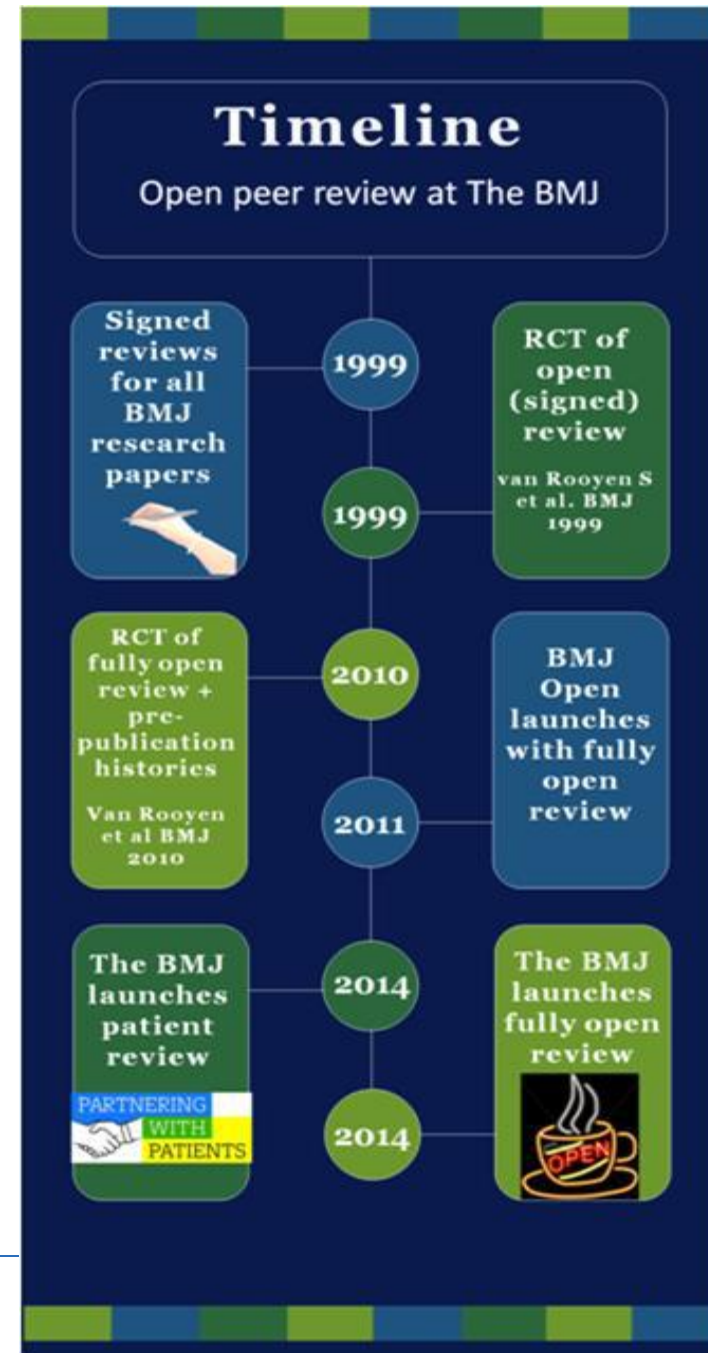 Timeline
Open peer review at The BMJ
Signed
reviews
for all
BMJ
research
papers
1999
1999
RCT of
open
(signed)
review
van Rooyen S
et al. BMJ
1999
RCT of
fully open
review +
pre-
publication
histories
Van Rooyen
et al BMJ
2010
2010
2011
BMJ
Open
launches
with fully
open
review
The BMJ
launches
patient
review
PARTNERING
WITH
PATIENTS
2014
2014
The BMJ
launches
fully open
review
OPEN